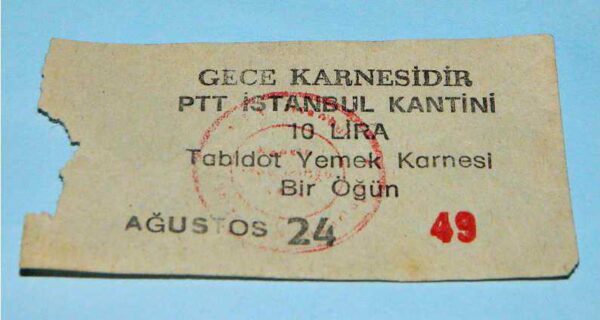 GECE KARNESİDİR
PTT İSTANBUL KANTİNİ
10 LİRA
Tabldot Yemek Karnesi
Bir Öğün
AĞUSTOS 24 49